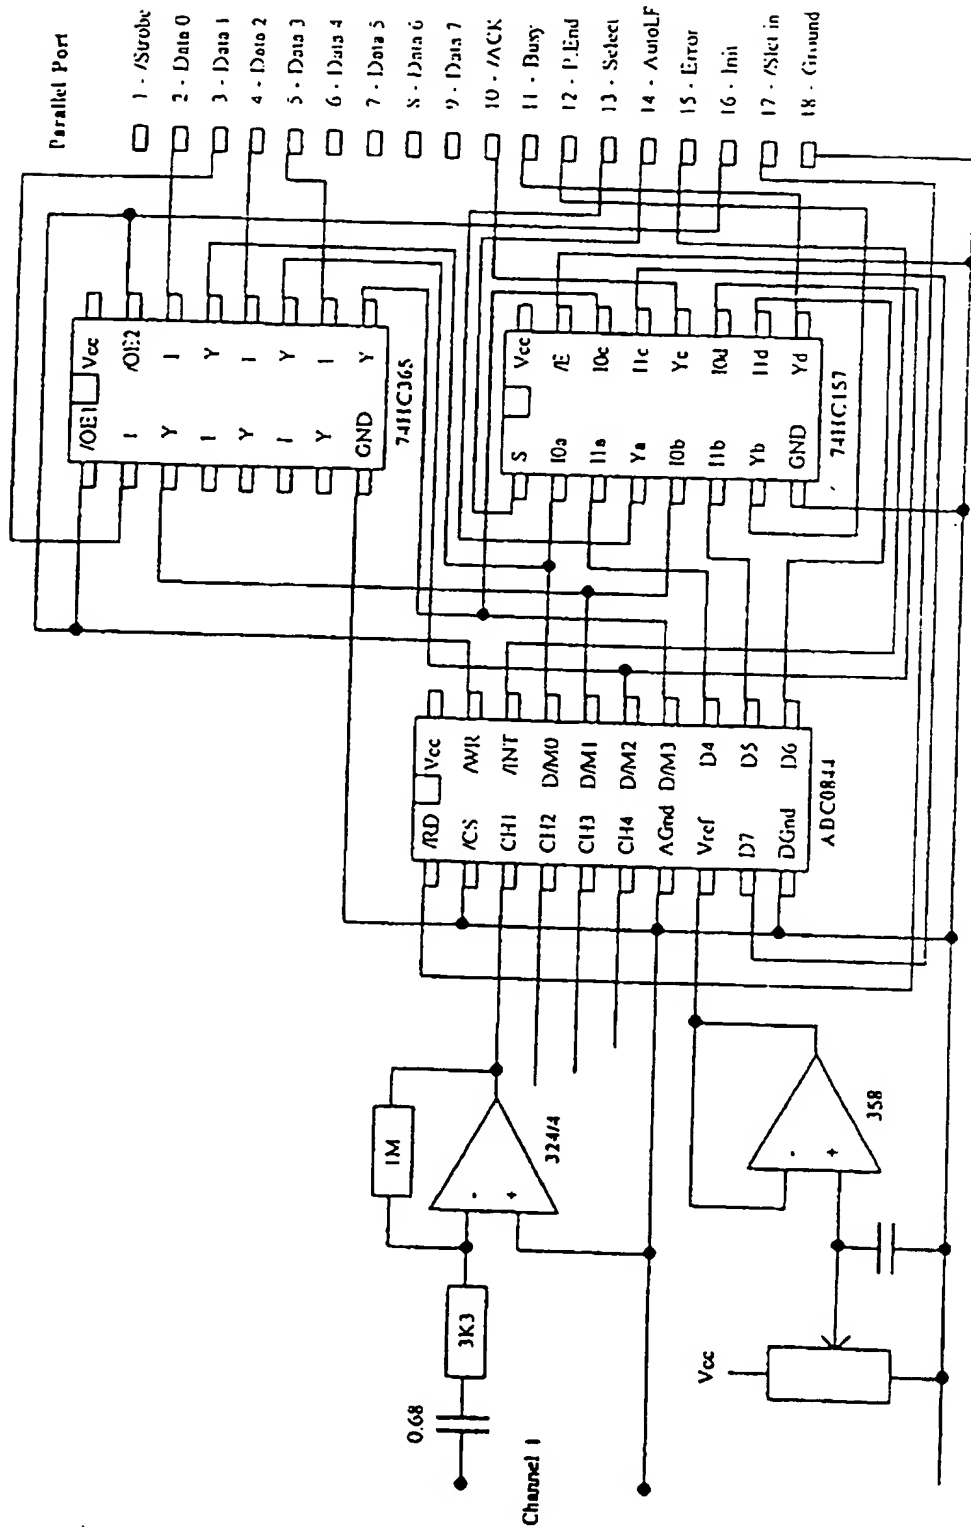 Parallel Port
1 - /Strobe
2 - Data 0
3 - Data 1
4 - Data 2
5 - Data 3
6 - Data 4
7 - Data 5
8 - Data 6
9 - Data 7
10 - /ACK
11 - Busy
12 - P.End
13 - Select
14 - AutoLF
15 - Error
16 - Init
17 - /Slct in
18 - Ground
/OE1
I
Y
I
Y
I
Y
GND
Vcc
/OE2
I
Y
I
Y
I
Y
74HC365
S
I0a
I1a
Ya
I0b
I1b
Yb
GND
Vcc
/E
I0c
I1c
Yc
I0d
I1d
Yd
74HC157
/RD
/CS
CH1
CH2
CH3
CH4
AGnd
Vref
D7
DGnd
Vcc
/WR
/INT
D/M0
D/M1
D/M2
D/M3
D4
D5
D6
ADC0844
1M
-
+
324/4
3K3
0.68
Channel 1
-
+
358
Vcc